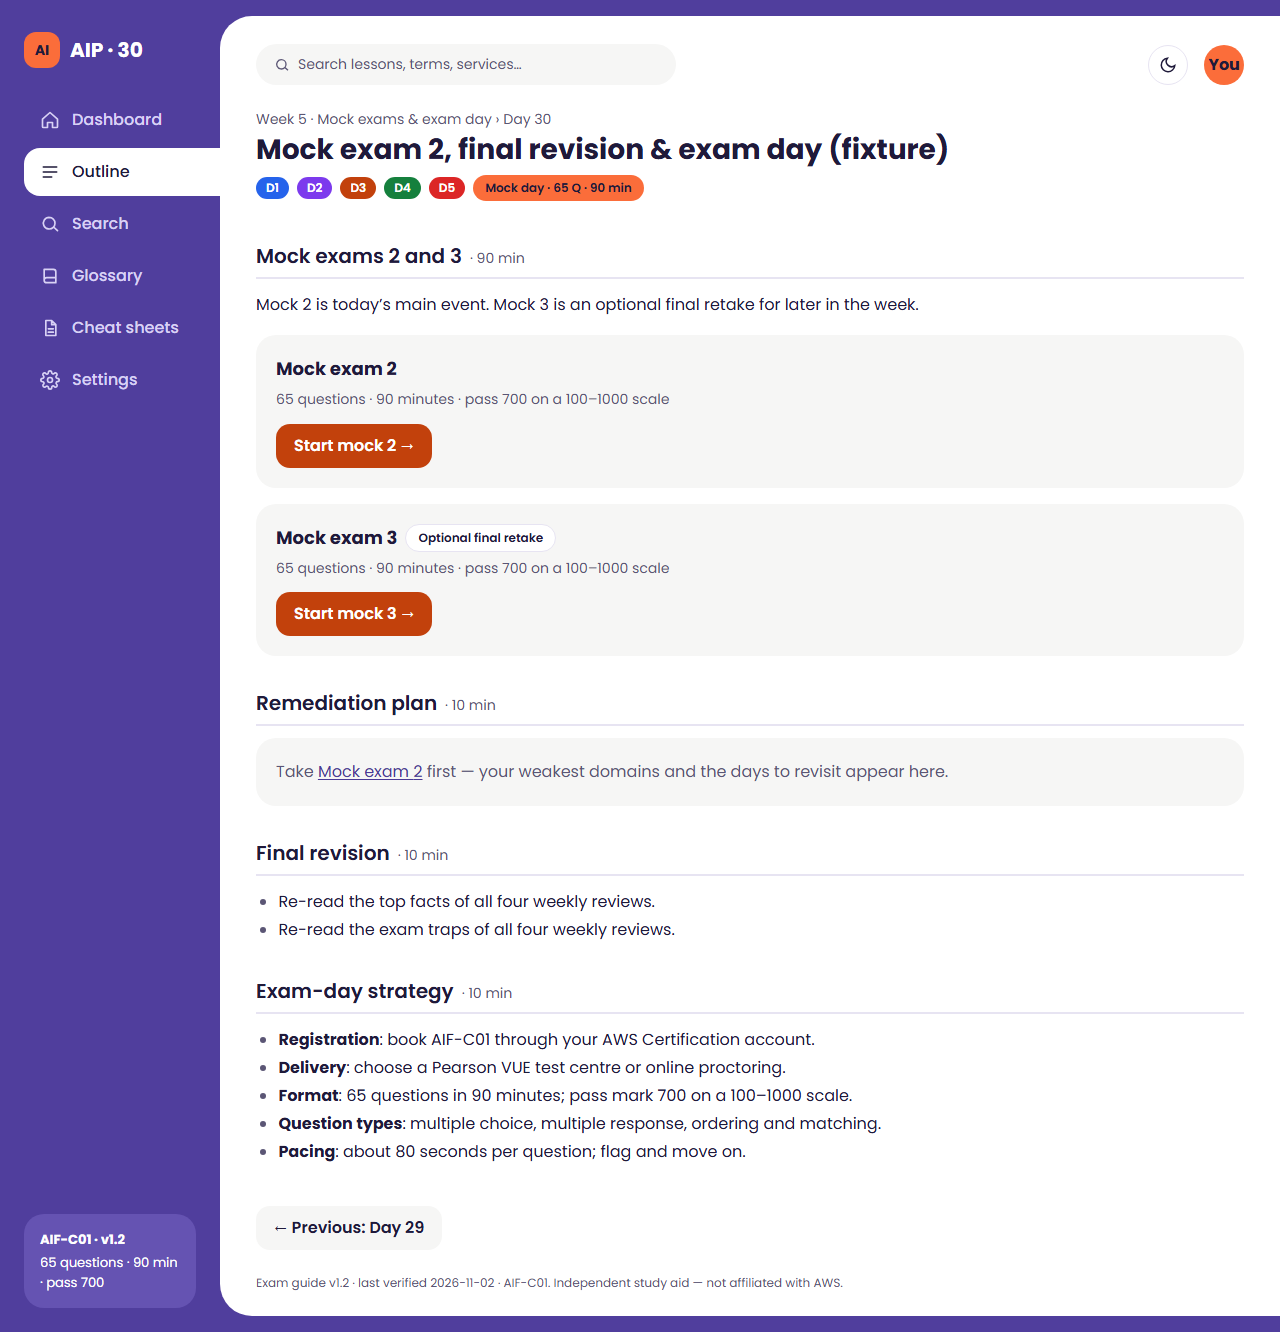 AI
AIP · 30
Dashboard
Outline
Search
Glossary
Cheat sheets
Settings
AIF-C01 · v1.2
65 questions · 90 min
· pass 700
Search lessons, terms, services…
You
Week 5 · Mock exams & exam day › Day 30
Mock exam 2, final revision & exam day (fixture)
D1 D2 D3 D4 D5 Mock day · 65 Q · 90 min
Mock exams 2 and 3 · 90 min
Mock 2 is today’s main event. Mock 3 is an optional final retake for later in the week.
Mock exam 2
65 questions · 90 minutes · pass 700 on a 100–1000 scale
Start mock 2 →
Mock exam 3 Optional final retake
65 questions · 90 minutes · pass 700 on a 100–1000 scale
Start mock 3 →
Remediation plan · 10 min
Take Mock exam 2 first — your weakest domains and the days to revisit appear here.
Final revision · 10 min
• Re-read the top facts of all four weekly reviews.
• Re-read the exam traps of all four weekly reviews.
Exam-day strategy · 10 min
• Registration: book AIF-C01 through your AWS Certification account.
• Delivery: choose a Pearson VUE test centre or online proctoring.
• Format: 65 questions in 90 minutes; pass mark 700 on a 100–1000 scale.
• Question types: multiple choice, multiple response, ordering and matching.
• Pacing: about 80 seconds per question; flag and move on.
← Previous: Day 29
Exam guide v1.2 · last verified 2026-11-02 · AIF-C01. Independent study aid — not affiliated with AWS.